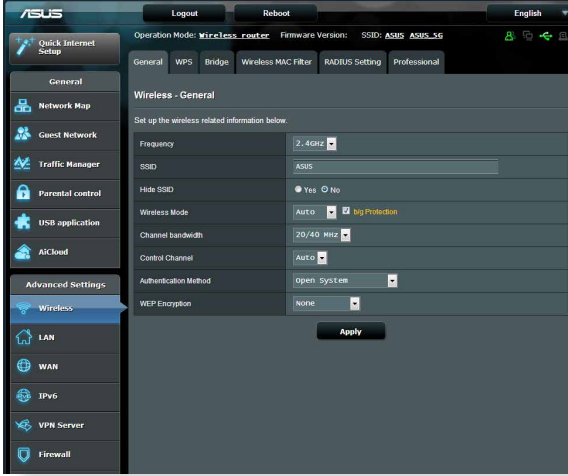 ASUS Logout Reboot English
Quick Internet Setup
Operation Mode: Wireless router Firmware Version: SSID: ASUS ASUS_5G
General WPS Bridge Wireless MAC Filter RADIUS Setting Professional
General
Network Map
Guest Network
Traffic Manager
Parental control
USB application
AiCloud
Advanced Settings
Wireless
LAN
WAN
IPv6
VPN Server
Firewall
Wireless - General
Set up the wireless related information below.
Frequency 2.4GHz
SSID ASUS
Hide SSID Yes No
Wireless Mode Auto b/g Protection
Channel bandwidth 20/40 MHz
Control Channel Auto
Authentication Method Open System
WEP Encryption None
Apply